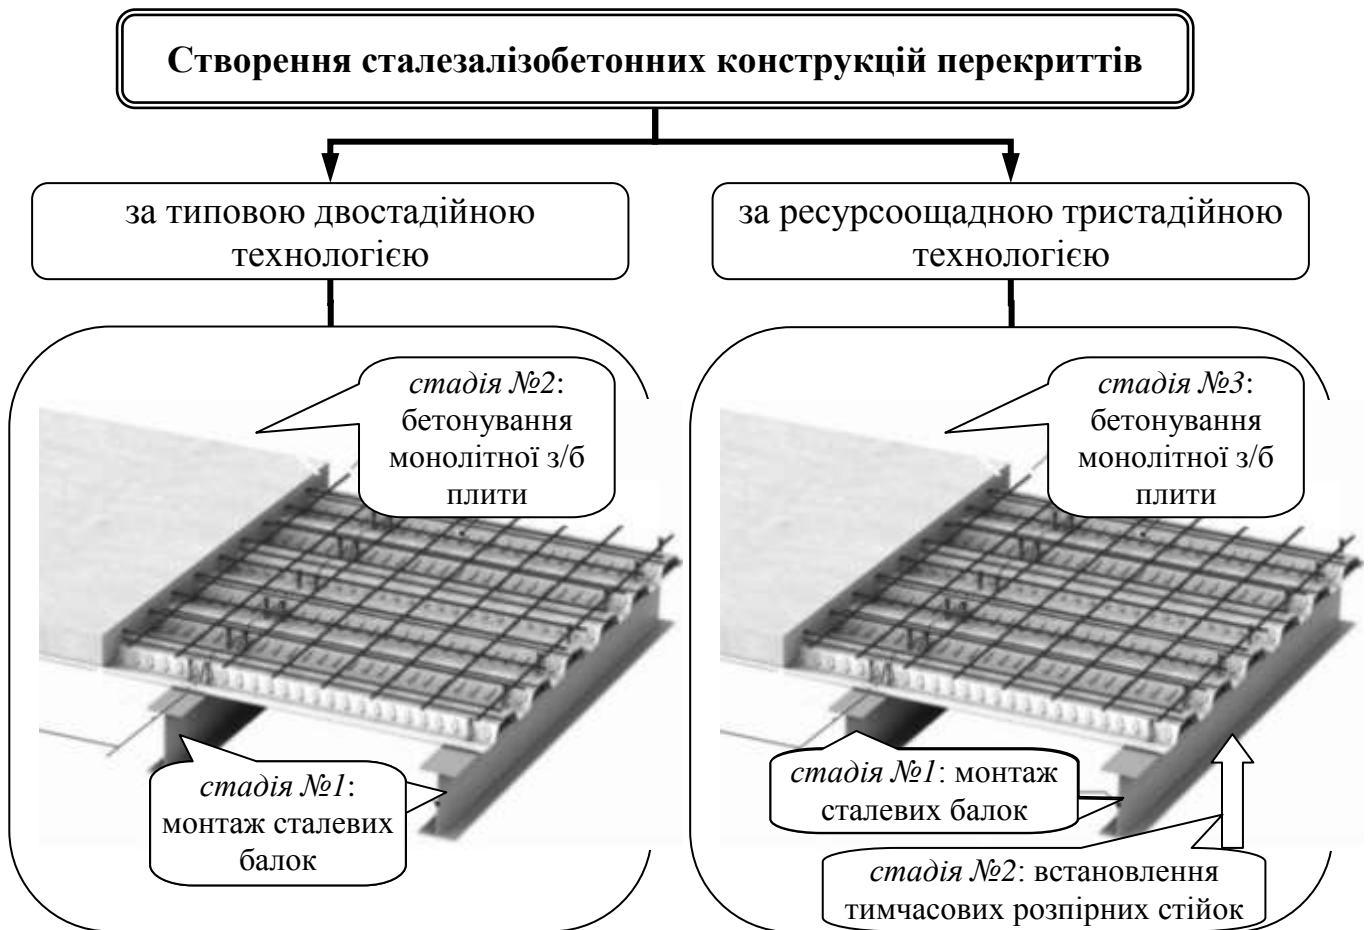 Створення сталезалізобетонних конструкцій перекриттів
за типовою двостадійною
технологією
за ресурсоощадною тристадійною
технологією
стадія №2:
бетонування
монолітної з/б
плити
стадія №1:
монтаж сталевих
балок
стадія №3:
бетонування
монолітної з/б
плити
стадія №1: монтаж
сталевих балок
стадія №2: встановлення
тимчасових розпірних стійок